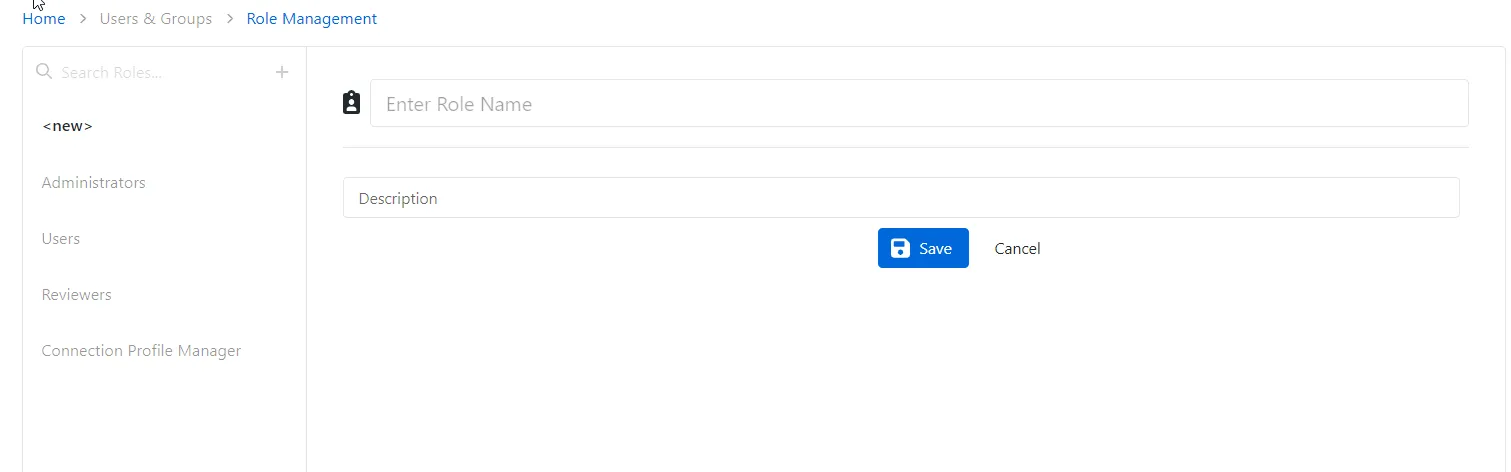 Home > Users & Groups > Role Management
Search Roles...
<new>
Administrators
Users
Reviewers
Connection Profile Manager
Enter Role Name
Description
Save
Cancel